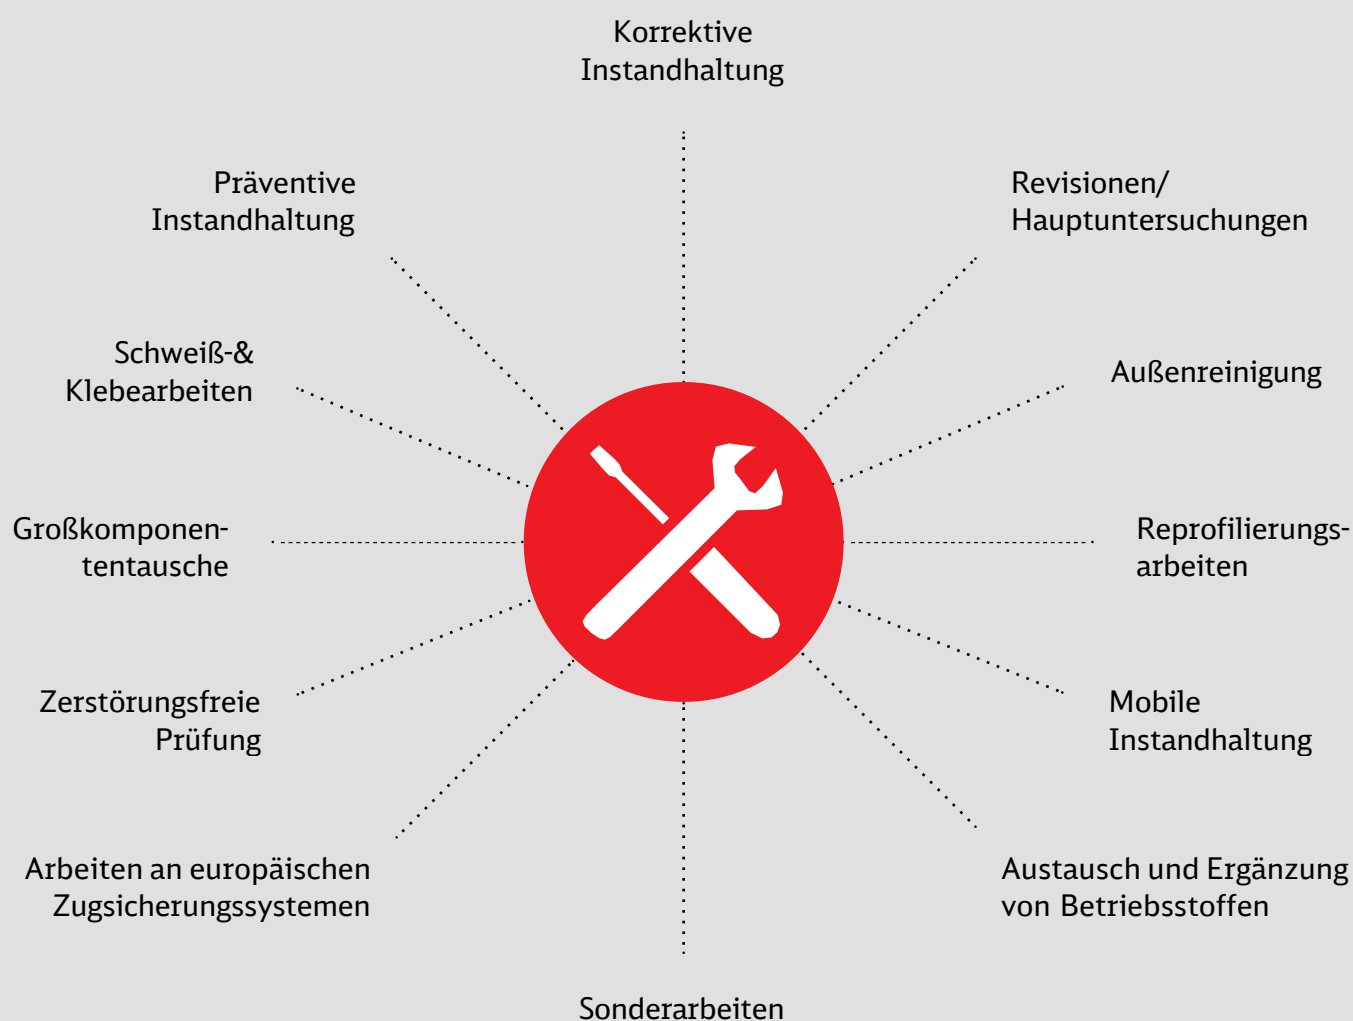 Korrektive
Instandhaltung
Präventive
Instandhaltung
Revisionen/
Hauptuntersuchungen
Schweiß-&
Klebearbeiten
Außenreinigung
Großkomponen-
tentausche
Reprofilierungs-
arbeiten
Zerstörungsfreie
Prüfung
Mobile
Instandhaltung
Arbeiten an europäischen
Zugsicherungssystemen
Austausch und Ergänzung
von Betriebsstoffen
Sonderarbeiten